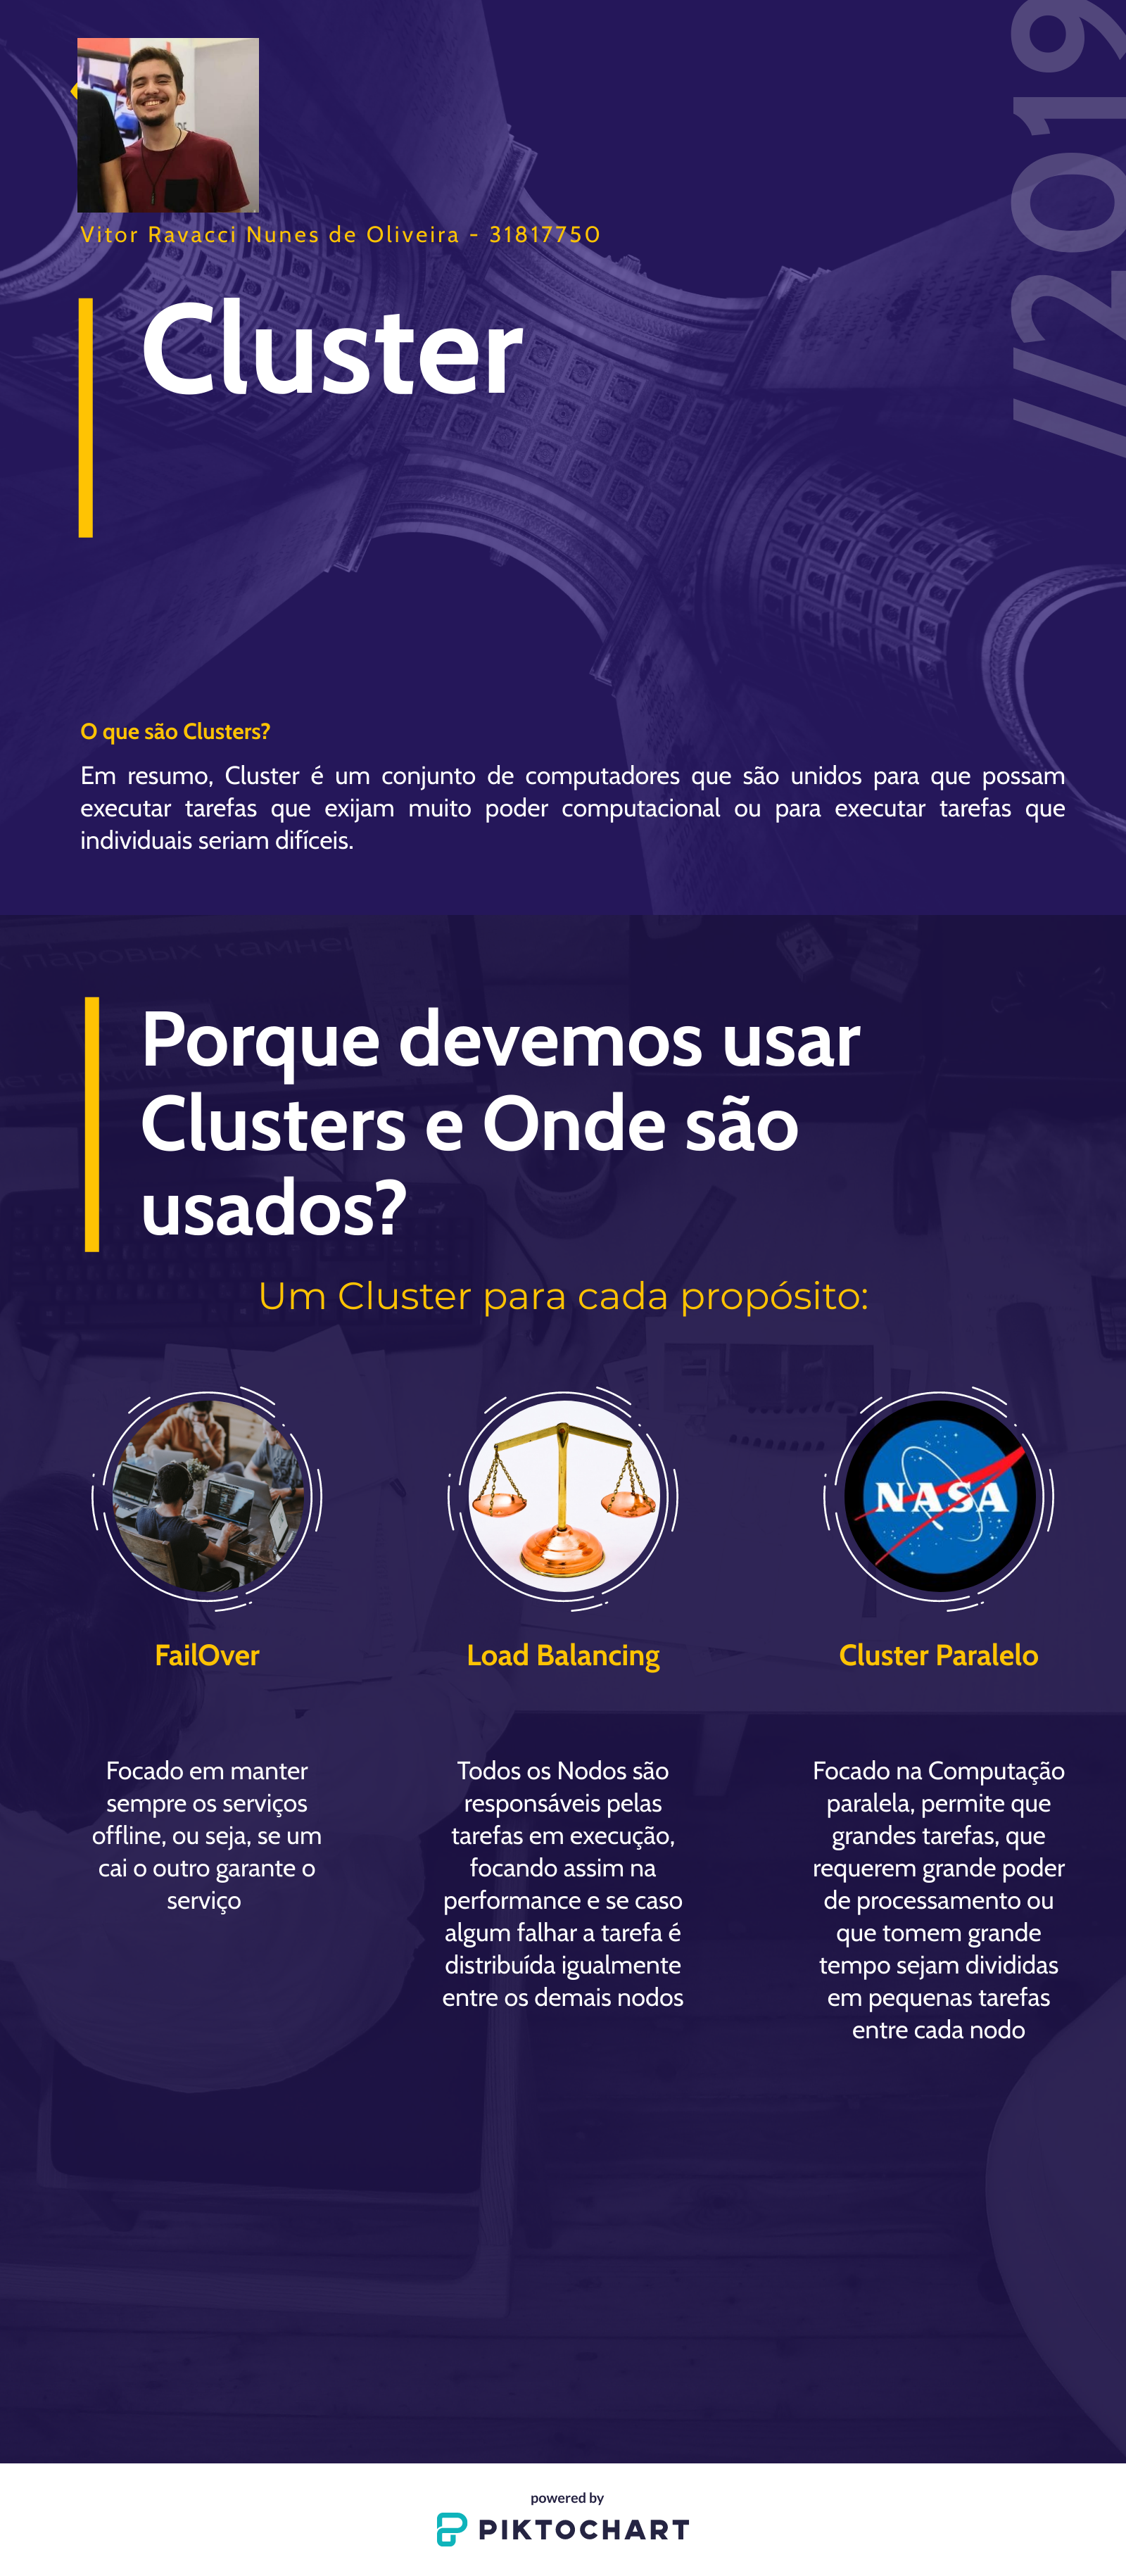 //2019
Vitor Ravacci Nunes de Oliveira - 31817750
Cluster
O que são Clusters?
Em resumo, Cluster é um conjunto de computadores que são unidos para que possam
executar tarefas que exijam muito poder computacional ou para executar tarefas que
individuais seriam difíceis.
паровых камней
Porque devemos usar
Clusters e Onde são
usados?
Um Cluster para cada propósito:
NASA
FailOver
Focado em manter
sempre os serviços
offline, ou seja, se um
cai o outro garante o
serviço
Load Balancing
Todos os Nodos são
responsáveis pelas
tarefas em execução,
focando assim na
performance e se caso
algum falhar a tarefa é
distribuída igualmente
entre os demais nodos
Cluster Paralelo
Focado na Computação
paralela, permite que
grandes tarefas, que
requerem grande poder
de processamento ou
que tomem grande
tempo sejam divididas
em pequenas tarefas
entre cada nodo
powered by
PIKTOCHART